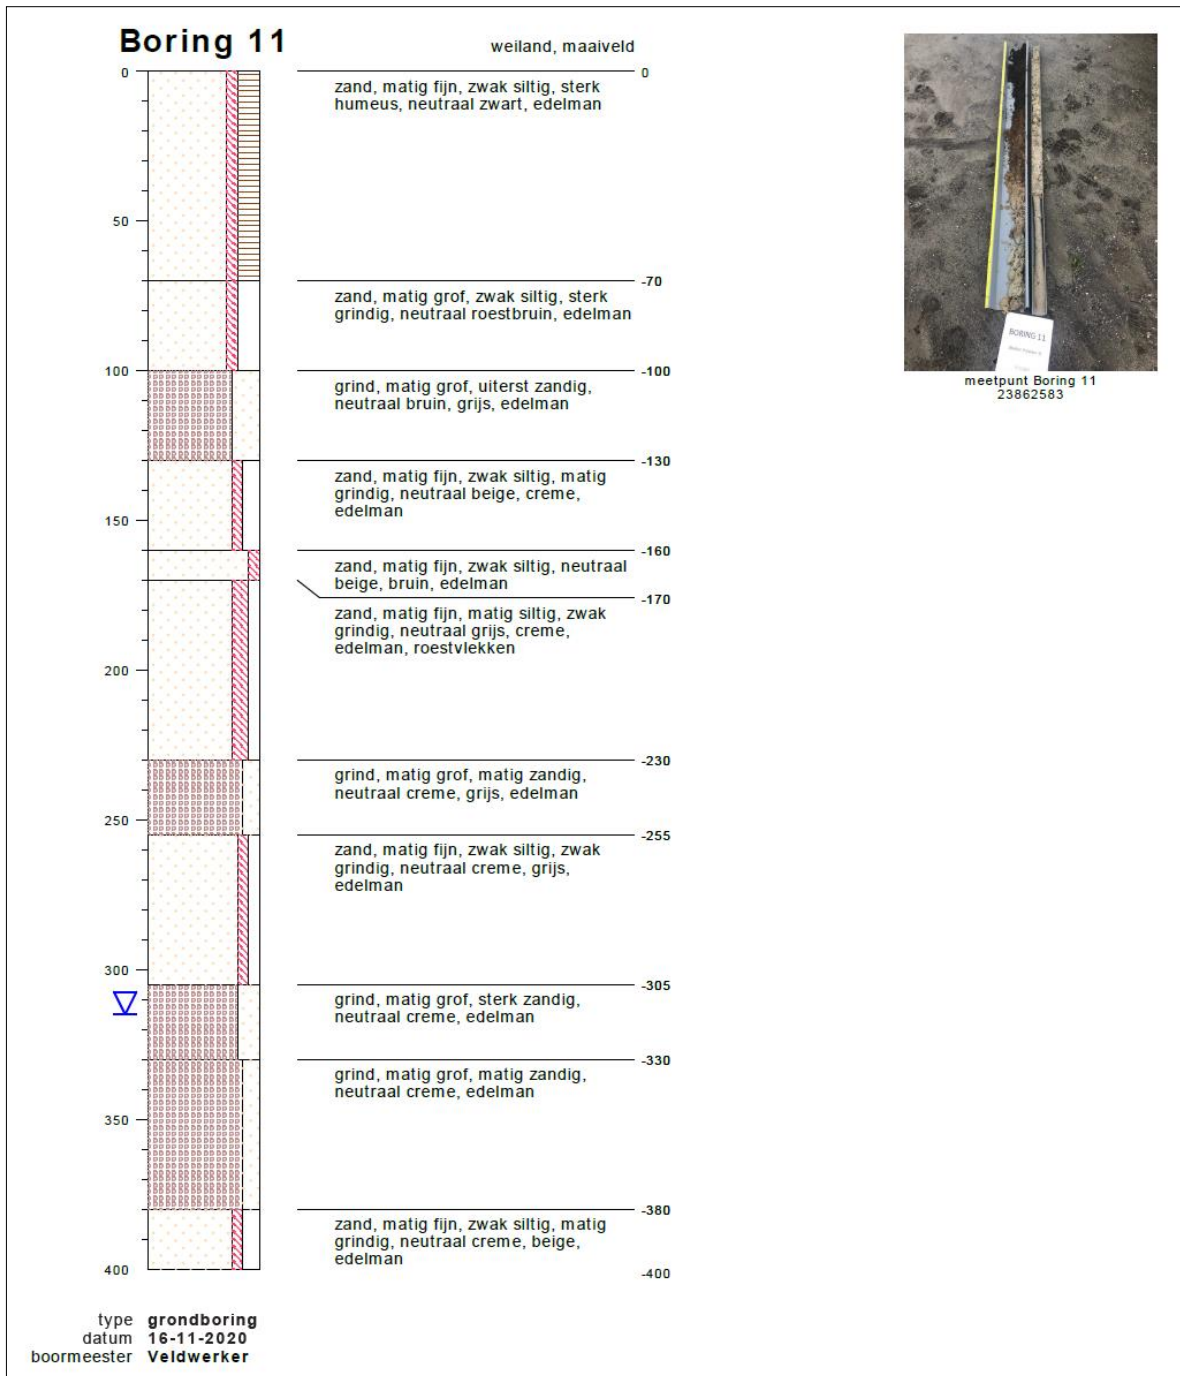 Boring 11
weiland, maaiveld
0
0
zand, matig fijn, zwak siltig, sterk
humeus, neutraal zwart, edelman
50
-70
zand, matig grof, zwak siltig, sterk
grindig, neutraal roestbruin, edelman
100
-100
grind, matig grof, uiterst zandig,
neutraal bruin, grijs, edelman
-130
zand, matig fijn, zwak siltig, matig
grindig, neutraal beige, creme,
edelman
150
-160
zand, matig fijn, zwak siltig, neutraal
beige, bruin, edelman
-170
zand, matig fijn, matig siltig, zwak
grindig, neutraal grijs, creme,
edelman, roestvlekken
200
-230
grind, matig grof, matig zandig,
neutraal creme, grijs, edelman
250
-255
zand, matig fijn, zwak siltig, zwak
grindig, neutraal creme, grijs,
edelman
300
-305
grind, matig grof, sterk zandig,
neutraal creme, edelman
-330
grind, matig grof, matig zandig,
neutraal creme, edelman
350
-380
zand, matig fijn, zwak siltig, matig
grindig, neutraal creme, beige,
edelman
400
-400
type grondboring
datum 16-11-2020
boormeester Veldwerker
BORING 11
meetpunt Boring 11
23862583